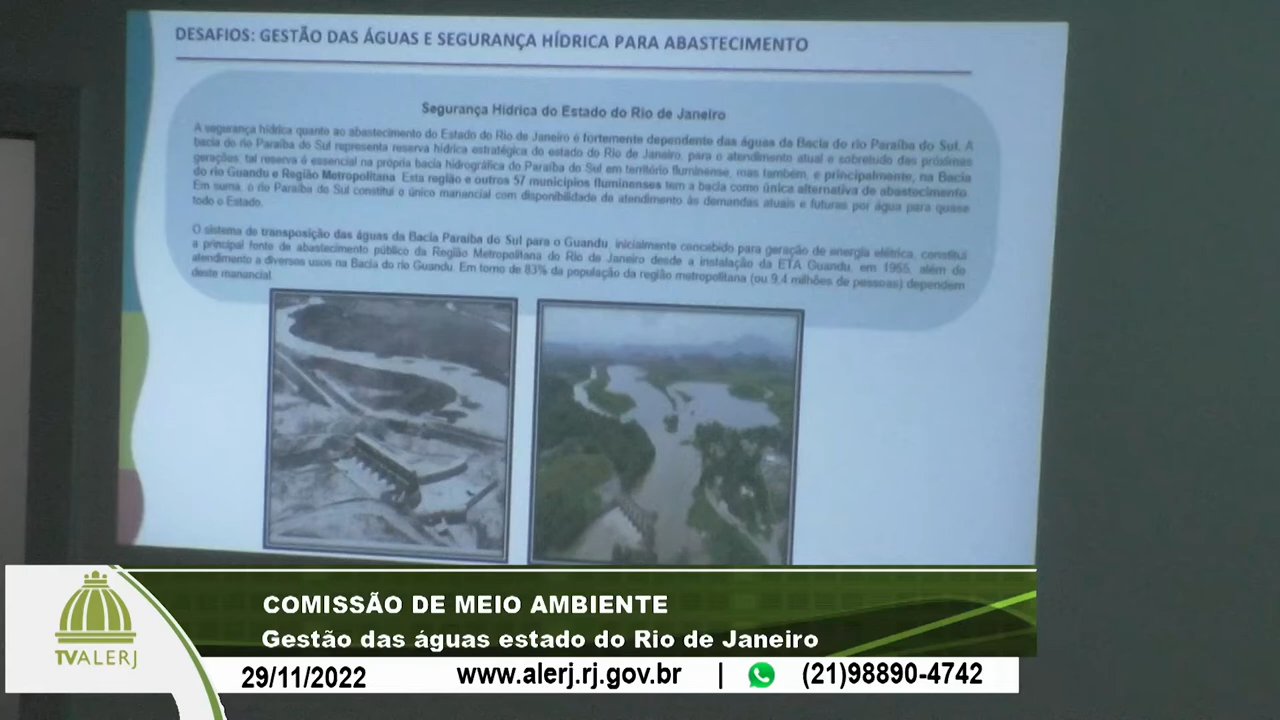 DESAFIOS: GESTÃO DAS ÁGUAS E SEGURANÇA HÍDRICA PARA ABASTECIMENTO
Segurança Hídrica do Estado do Rio de Janeiro
A segurança hídrica quanto ao abastecimento do Estado do Rio de Janeiro é fortemente dependente das águas da Bacia do rio Paraíba do Sul. A
bacia do rio Paraíba do Sul representa reserva hídrica estratégica do estado do Rio de Janeiro, para o atendimento atual e sobretudo das próximas
gerações, tal reserva é essencial na própria bacia hidrográfica do Paraíba do Sul em território fluminense, mas também, e principalmente, na Bacia
do rio Guandu e Região Metropolitana. Esta região e outros 57 municípios fluminenses tem a bacia como única alternativa de abastecimento.
Em suma, o rio Paraíba do Sul constitui o único manancial com disponibilidade de atendimento às demandas atuais e futuras por água para quase
todo o Estado.
O sistema de transposição das águas da Bacia Paraíba do Sul para o Guandu, inicialmente concebido para geração de energia elétrica, constitui
a principal fonte de abastecimento público da Região Metropolitana do Rio de Janeiro desde a instalação da ETA Guandu, em 1955, além do
atendimento a diversos usos na Bacia do rio Guandu. Em torno de 83% da população da região metropolitana (ou 9,4 milhões de pessoas) dependem
deste manancial.
COMISSÃO DE MEIO AMBIENTE
Gestão das águas estado do Rio de Janeiro
TVALERJ
29/11/2022 www.alerj.rj.gov.br | (21)98890-4742